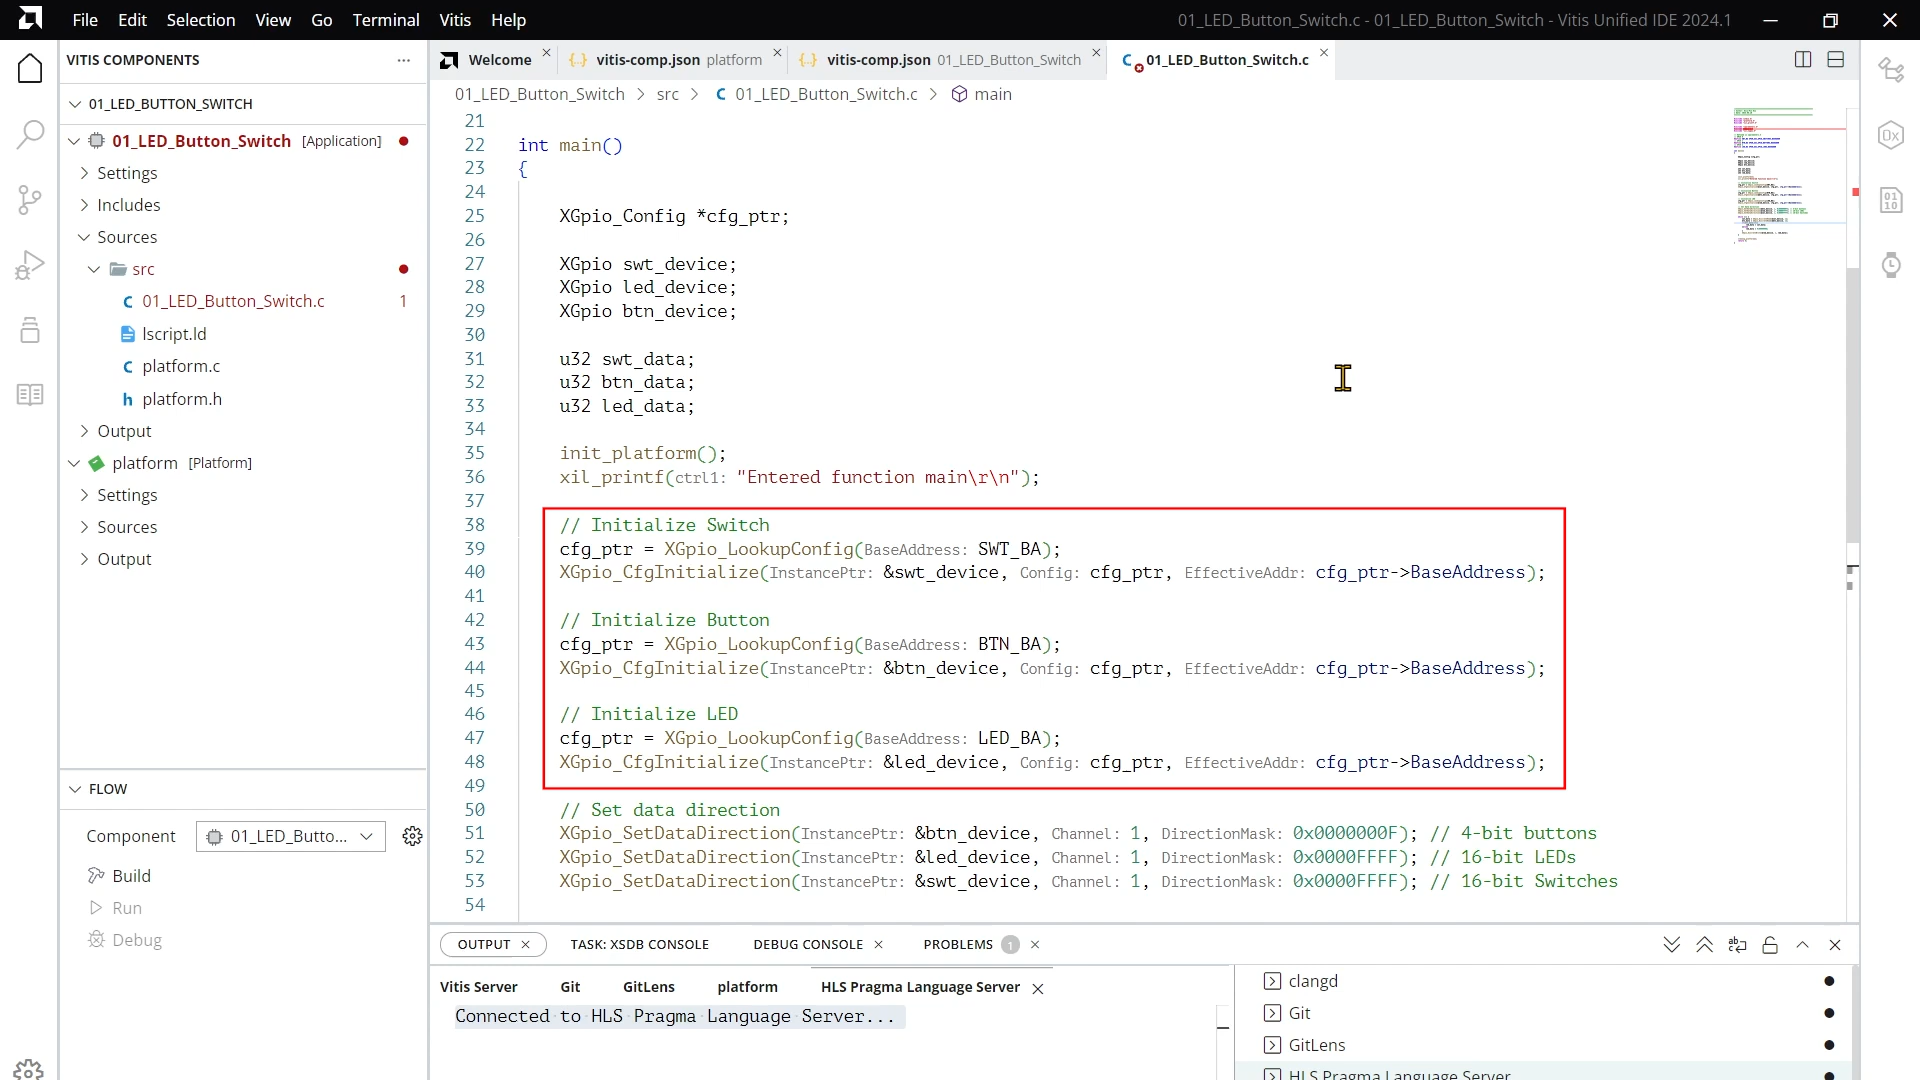 File Edit Selection View Go Terminal Vitis Help
01_LED_Button_Switch.c - 01_LED_Button_Switch - Vitis Unified IDE 2024.1
VITIS COMPONENTS
01_LED_BUTTON_SWITCH
01_LED_Button_Switch [Application]
Settings
Includes
Sources
src
01_LED_Button_Switch.c 1
lscript.ld
platform.c
platform.h
Output
platform [Platform]
Settings
Sources
Output
FLOW
Component 01_LED_Butto...
Build
Run
Debug
Welcome
vitis-comp.json platform
vitis-comp.json 01_LED_Button_Switch
01_LED_Button_Switch.c
01_LED_Button_Switch > src > C 01_LED_Button_Switch.c > main
21
22 int main()
23 {
24
25 XGpio_Config *cfg_ptr;
26
27 XGpio swt_device;
28 XGpio led_device;
29 XGpio btn_device;
30
31 u32 swt_data;
32 u32 btn_data;
33 u32 led_data;
34
35 init_platform();
36 xil_printf(ctrl1: "Entered function main\r\n");
37
38 // Initialize Switch
39 cfg_ptr = XGpio_LookupConfig(BaseAddress: SWT_BA);
40 XGpio_CfgInitialize(InstancePtr: &swt_device, Config: cfg_ptr, EffectiveAddr: cfg_ptr->BaseAddress);
41
42 // Initialize Button
43 cfg_ptr = XGpio_LookupConfig(BaseAddress: BTN_BA);
44 XGpio_CfgInitialize(InstancePtr: &btn_device, Config: cfg_ptr, EffectiveAddr: cfg_ptr->BaseAddress);
45
46 // Initialize LED
47 cfg_ptr = XGpio_LookupConfig(BaseAddress: LED_BA);
48 XGpio_CfgInitialize(InstancePtr: &led_device, Config: cfg_ptr, EffectiveAddr: cfg_ptr->BaseAddress);
49
50 // Set data direction
51 XGpio_SetDataDirection(InstancePtr: &btn_device, Channel: 1, DirectionMask: 0x0000000F); // 4-bit buttons
52 XGpio_SetDataDirection(InstancePtr: &led_device, Channel: 1, DirectionMask: 0x0000FFFF); // 16-bit LEDs
53 XGpio_SetDataDirection(InstancePtr: &swt_device, Channel: 1, DirectionMask: 0x0000FFFF); // 16-bit Switches
54
OUTPUT TASK: XSDB CONSOLE DEBUG CONSOLE PROBLEMS 1
Vitis Server Git GitLens platform HLS Pragma Language Server
Connected to HLS Pragma Language Server...
clangd
Git
GitLens
HLS Pragma Language Server